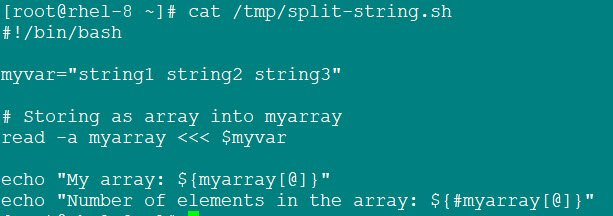 [root@rhel-8 ~]# cat /tmp/split-string.sh
#!/bin/bash
myvar="string1 string2 string3"
# Storing as array into myarray
read -a myarray <<< $myvar
echo "My array: ${myarray[@]}"
echo "Number of elements in the array: ${#myarray[@]}"